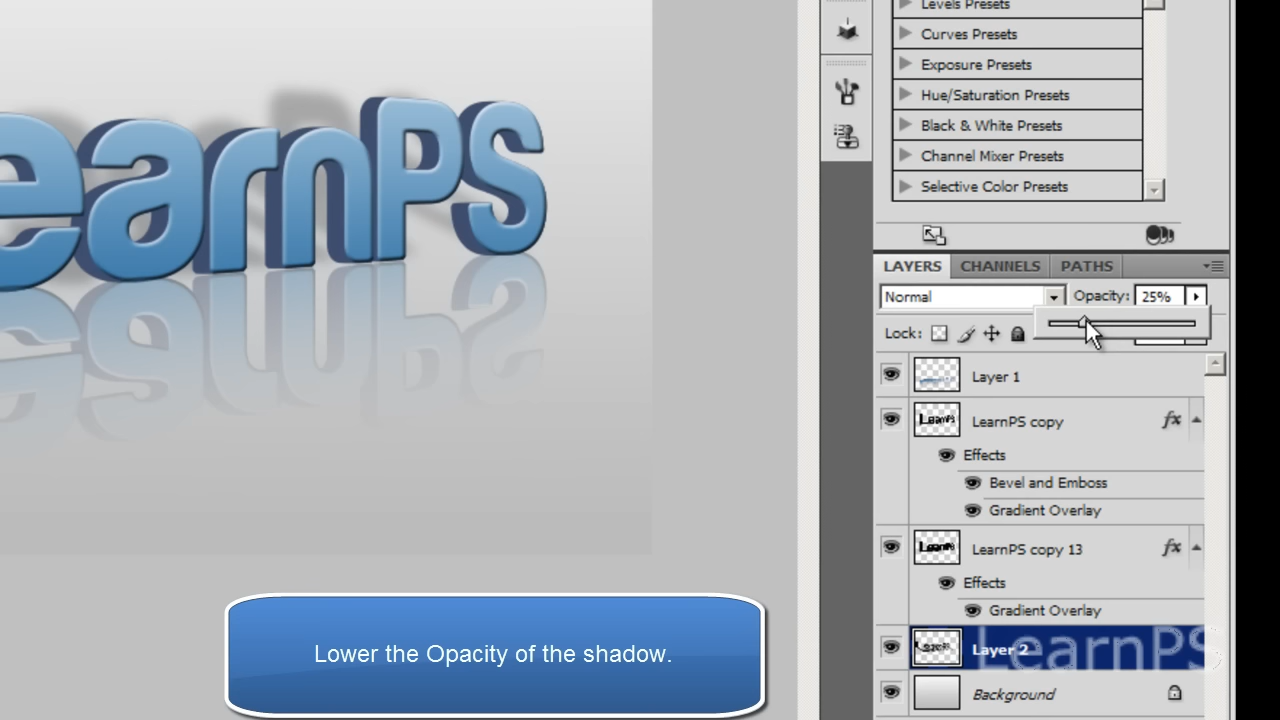 Levels Presets
Curves Presets
Exposure Presets
Hue/Saturation Presets
Black & White Presets
Channel Mixer Presets
Selective Color Presets
earnPS
LAYERS CHANNELS PATHS
Normal Opacity: 25%
Lock:
Layer 1
LearnPS copy fx
Effects
Bevel and Emboss
Gradient Overlay
LearnPS copy 13 fx
Effects
Gradient Overlay
Layer 2
LearnPS
Background
Lower the Opacity of the shadow.